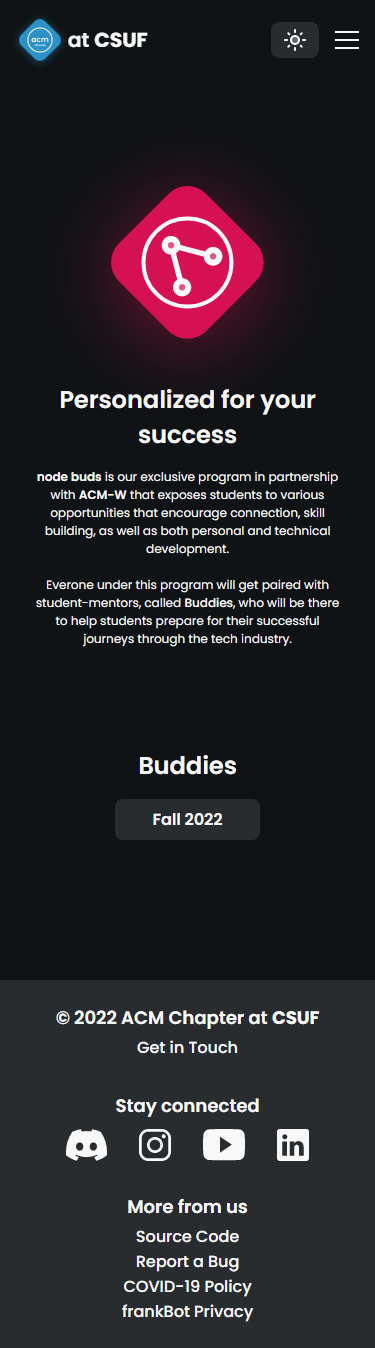 acm
at CSUF
Personalized for your
success
node buds is our exclusive program in partnership
with ACM-W that exposes students to various
opportunities that encourage connection, skill
building, as well as both personal and technical
development.
Everone under this program will get paired with
student-mentors, called Buddies, who will be there
to help students prepare for their successful
journeys through the tech industry.
Buddies
Fall 2022
© 2022 ACM Chapter at CSUF
Get in Touch
Stay connected
in
More from us
Source Code
Report a Bug
COVID-19 Policy
frankBot Privacy